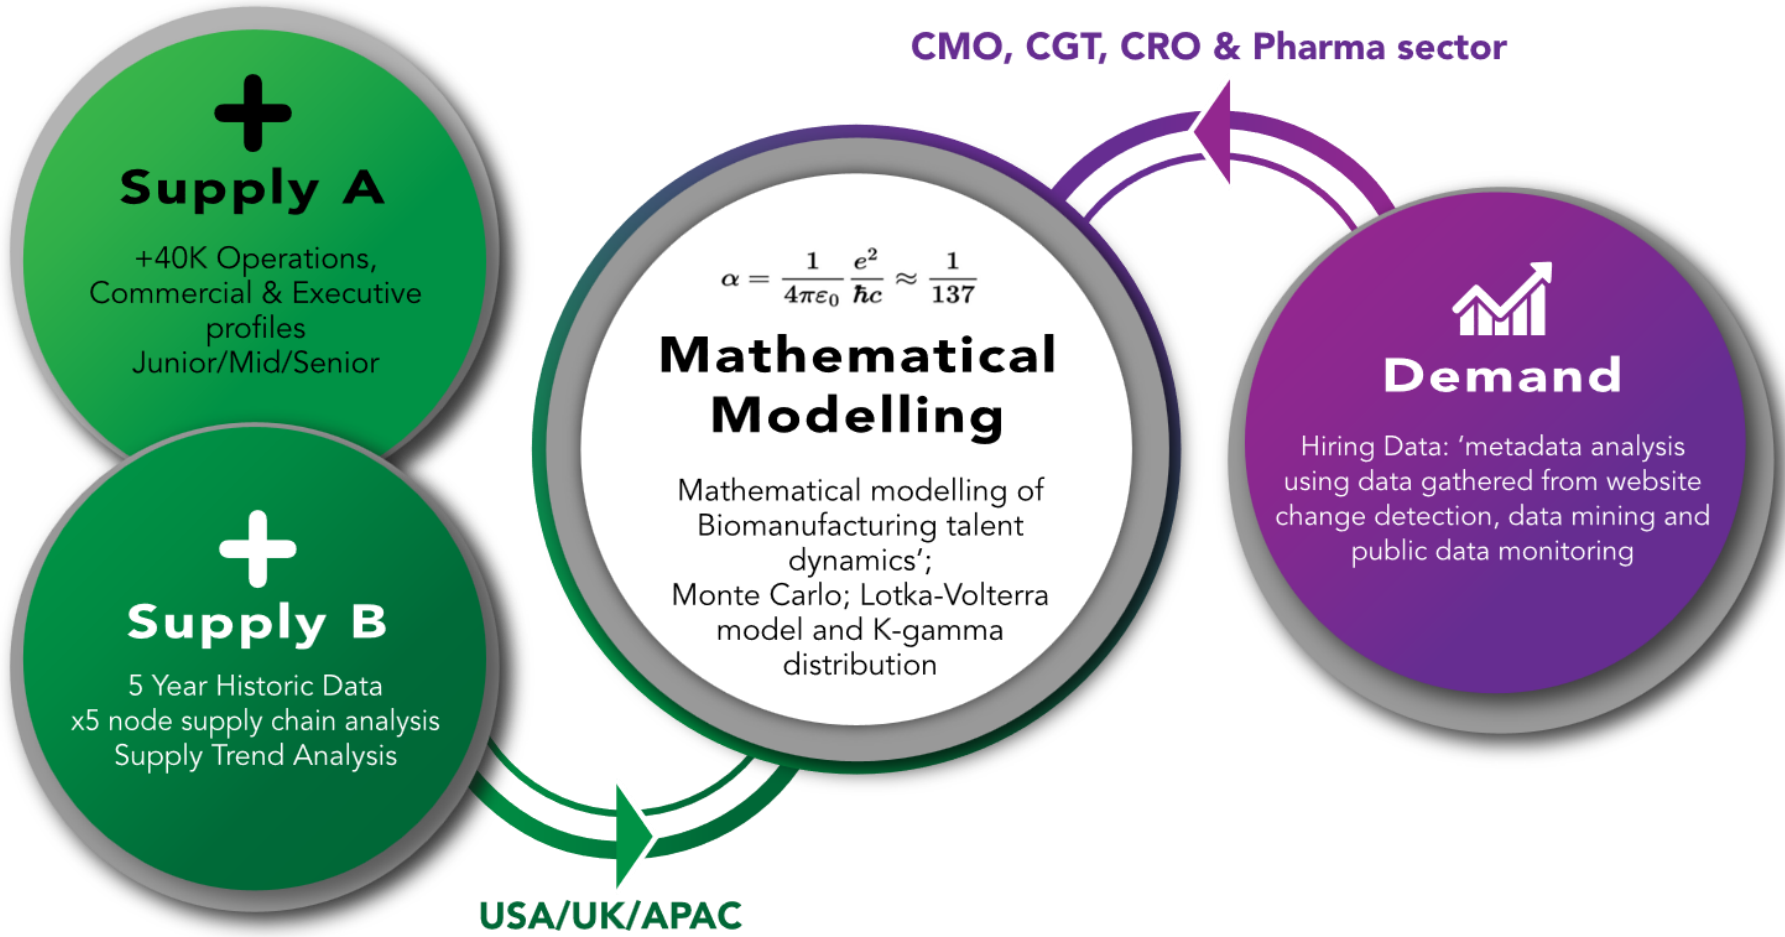 Supply A
+40K Operations,
Commercial & Executive
profiles
Junior/Mid/Senior
Supply B
5 Year Historic Data
x5 node supply chain analysis
Supply Trend Analysis
USA/UK/APAC
α = 1/(4πε₀) e²/(ħc) ≈ 1/137
Mathematical
Modelling
Mathematical modelling of
Biomanufacturing talent
dynamics’;
Monte Carlo; Lotka-Volterra
model and K-gamma
distribution
CMO, CGT, CRO & Pharma sector
Demand
Hiring Data: ‘metadata analysis
using data gathered from website
change detection, data mining and
public data monitoring